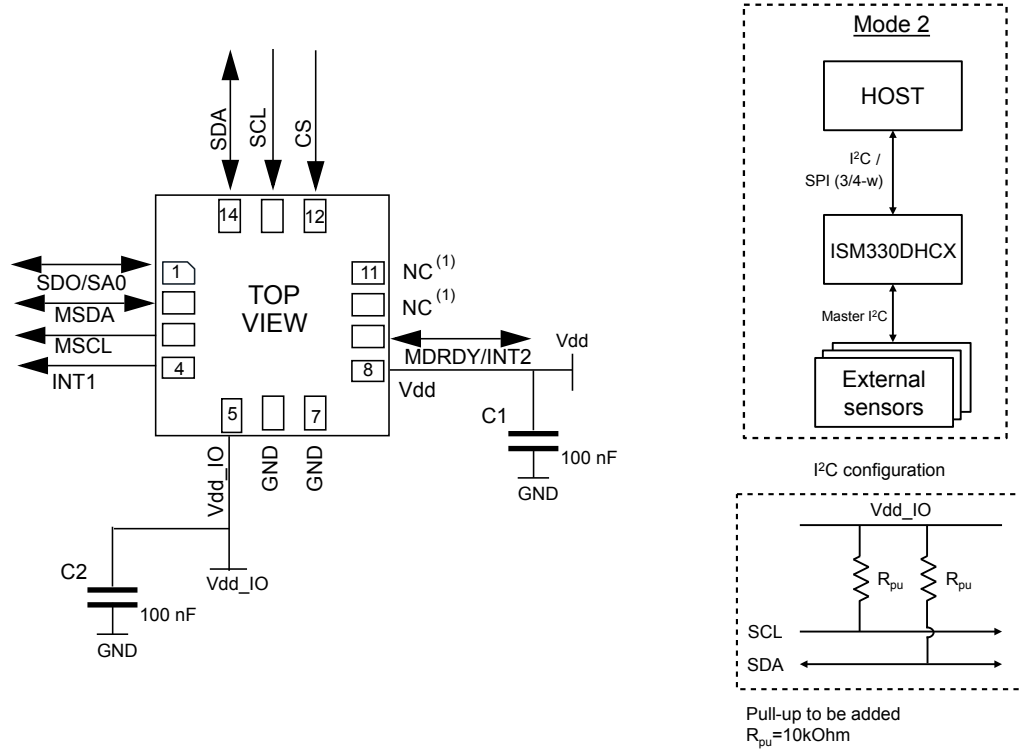 SDA
SCL
CS
14
12
1
11
NC (1)
NC (1)
TOP
VIEW
SDO/SA0
MSDA
MSCL
INT1
4
8
MDRDY/INT2
Vdd
Vdd
5
7
Vdd_IO
GND
GND
C1
100 nF
GND
C2
100 nF
GND
Vdd_IO
Mode 2
HOST
I²C /
SPI (3/4-w)
ISM330DHCX
Master I²C
External
sensors
I²C configuration
Vdd_IO
Rpu
Rpu
SCL
SDA
Pull-up to be added
Rpu=10kOhm